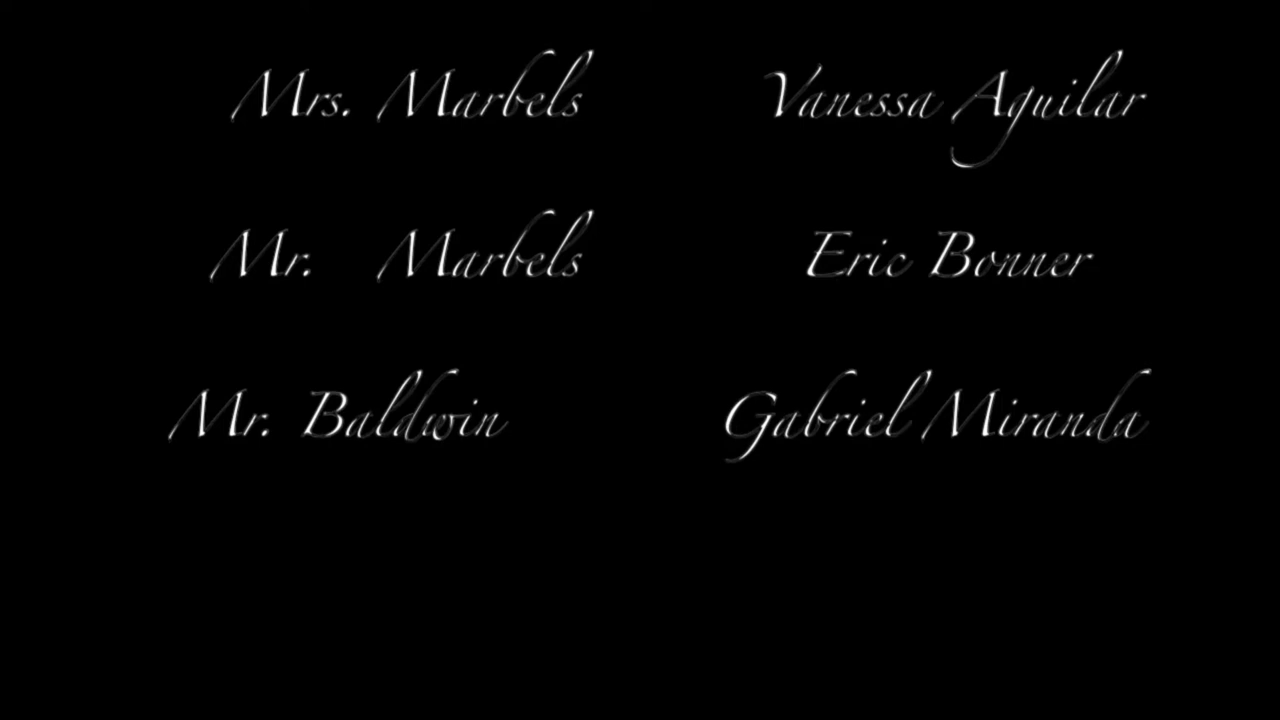 Mrs. Marbels Vanessa Aguilar
Mr. Marbels Eric Bonner
Mr. Baldwin Gabriel Miranda